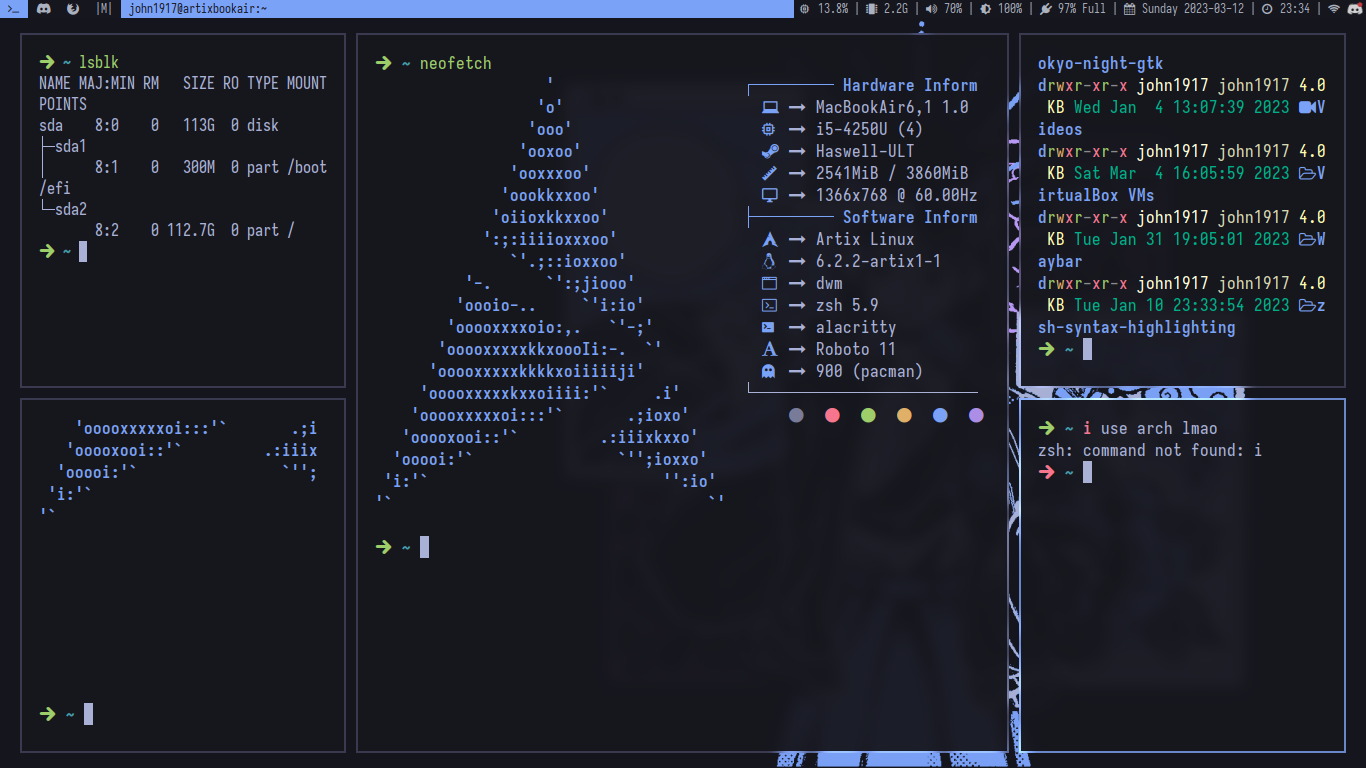 >_ |M| john1917@artixbookair:~ 13.8% | 2.2G | 70% | 100% | 97% Full | Sunday 2023-03-12 | 23:34 |
~ lsblk
NAME MAJ:MIN RM   SIZE RO TYPE MOUNT
POINTS
sda    8:0    0   113G  0 disk
├─sda1
│      8:1    0   300M  0 part /boot
/efi
└─sda2
       8:2    0 112.7G  0 part /
~
~ neofetch
                   '
                  'o'
                 'ooo'
                'ooxoo'
               'ooxxxoo'
              'oookkxxoo'
             'oiioxkkxxoo'
            ':;:iiiioxxxoo'
               `'.;::ioxxoo'
          '-.      `':;jiooo'
         'oooio-..     `'i:io'
        'ooooxxxxoio:,.   `'-;'
       'ooooxxxxxkkxoooIi:-.  `'
      'ooooxxxxxkkkkxoiiiiiji'
     'ooooxxxxxkxxoiiii:'`     .i'
    'ooooxxxxxoi:::'`       .;ioxo'
   'ooooxooi::'`         .:iiixkxxo'
  'ooooi:'`                `'';ioxxo'
 'i:'`                          '':io'
'`                                   `'
Hardware Inform
MacBookAir6,1 1.0
i5-4250U (4)
Haswell-ULT
2541MiB / 3860MiB
1366x768 @ 60.00Hz
Software Inform
Artix Linux
6.2.2-artix1-1
dwm
zsh 5.9
alacritty
Roboto 11
900 (pacman)
~
okyo-night-gtk
drwxr-xr-x john1917 john1917 4.0
KB Wed Jan  4 13:07:39 2023 V
ideos
drwxr-xr-x john1917 john1917 4.0
KB Sat Mar  4 16:05:59 2023 V
irtualBox VMs
drwxr-xr-x john1917 john1917 4.0
KB Tue Jan 31 19:05:01 2023 W
aybar
drwxr-xr-x john1917 john1917 4.0
KB Tue Jan 10 23:33:54 2023 z
sh-syntax-highlighting
~
    'ooooxxxxxoi:::'`       .;i
   'ooooxooi::'`         .:iiix
  'ooooi:'`                `'';
 'i:'`
'`
~
~ i use arch lmao
zsh: command not found: i
~